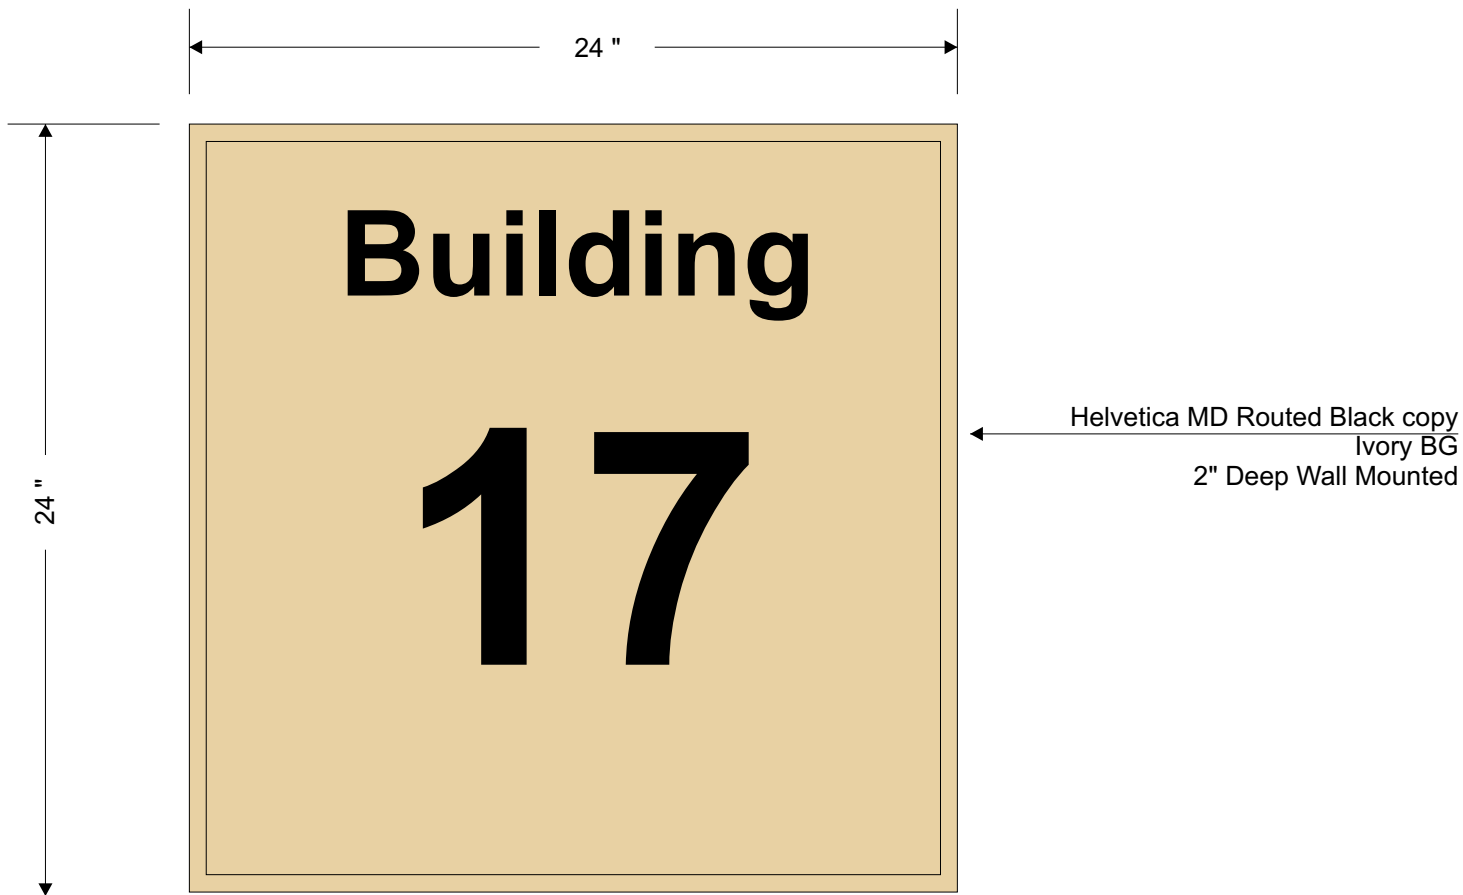 24 "
Building
17
24 "
Helvetica MD Routed Black copy
Ivory BG
2" Deep Wall Mounted